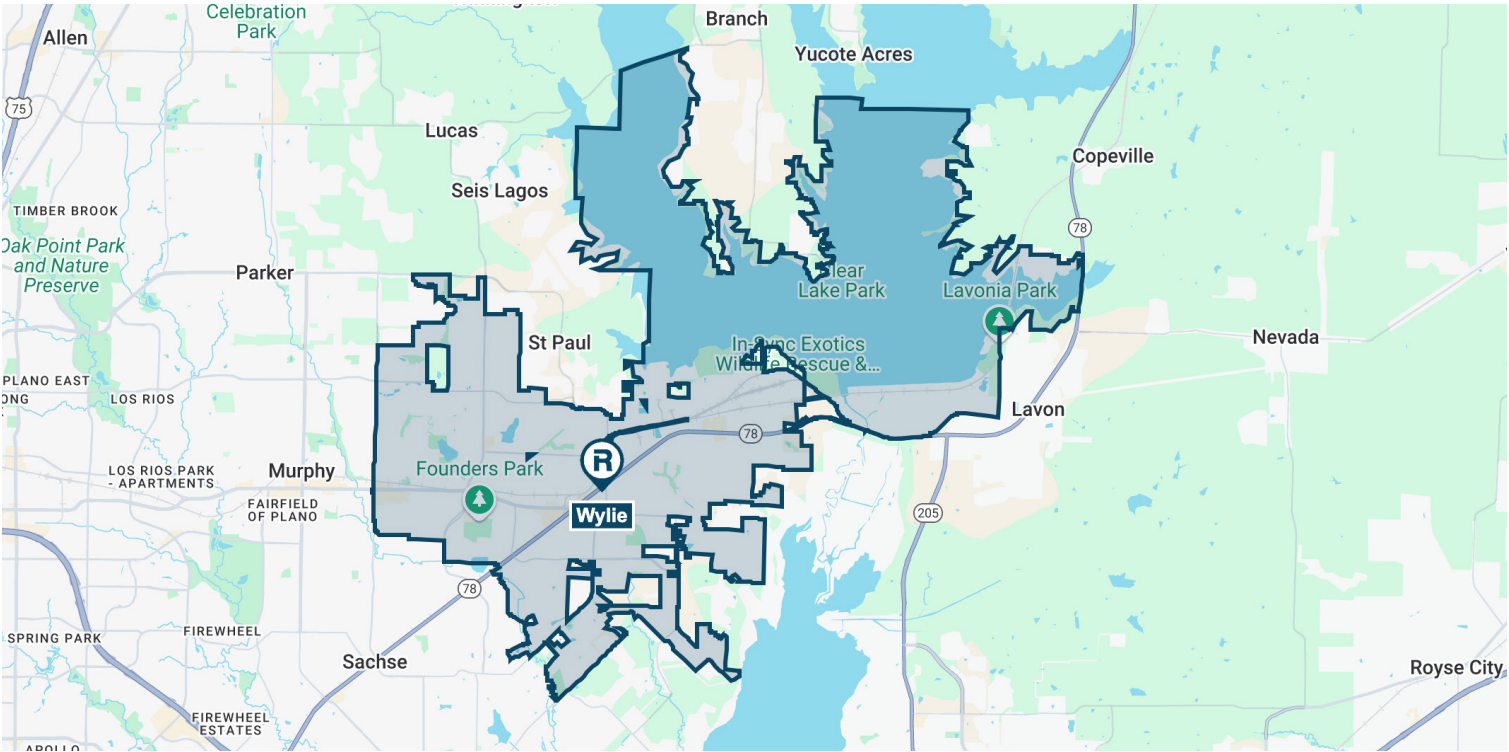 Celebration
Park
Branch
Allen
Yucote Acres
75
Lucas
Copeville
Seis Lagos
TIMBER BROOK
78
Oak Point Park
and Nature
Preserve
Parker
Lake Park
Lavonia Park
St Paul
In-Sync Exotics
Wildlife Rescue &...
Nevada
PLANO EAST
ONG
LOS RIOS
Lavon
78
Murphy
Founders Park
R
LOS RIOS PARK
- APARTMENTS
FAIRFIELD
OF PLANO
Wylie
205
78
SPRING PARK
FIREWHEEL
Sachse
Royse City
FIREWHEEL
ESTATES